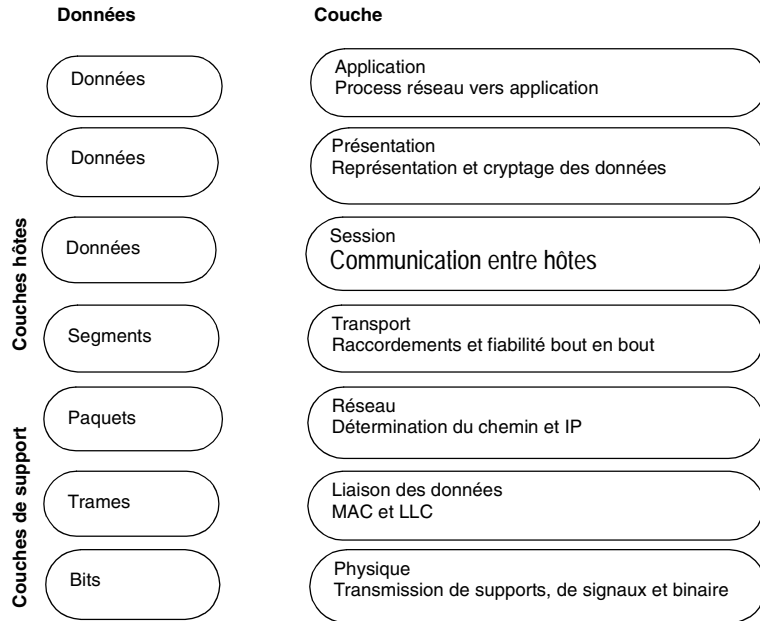 Données Couche
Données
Application
Process réseau vers application
Données
Présentation
Représentation et cryptage des données
Couches hôtes
Données
Session
Communication entre hôtes
Segments
Transport
Raccordements et fiabilité bout en bout
Couches de support
Paquets
Réseau
Détermination du chemin et IP
Trames
Liaison des données
MAC et LLC
Bits
Physique
Transmission de supports, de signaux et binaire